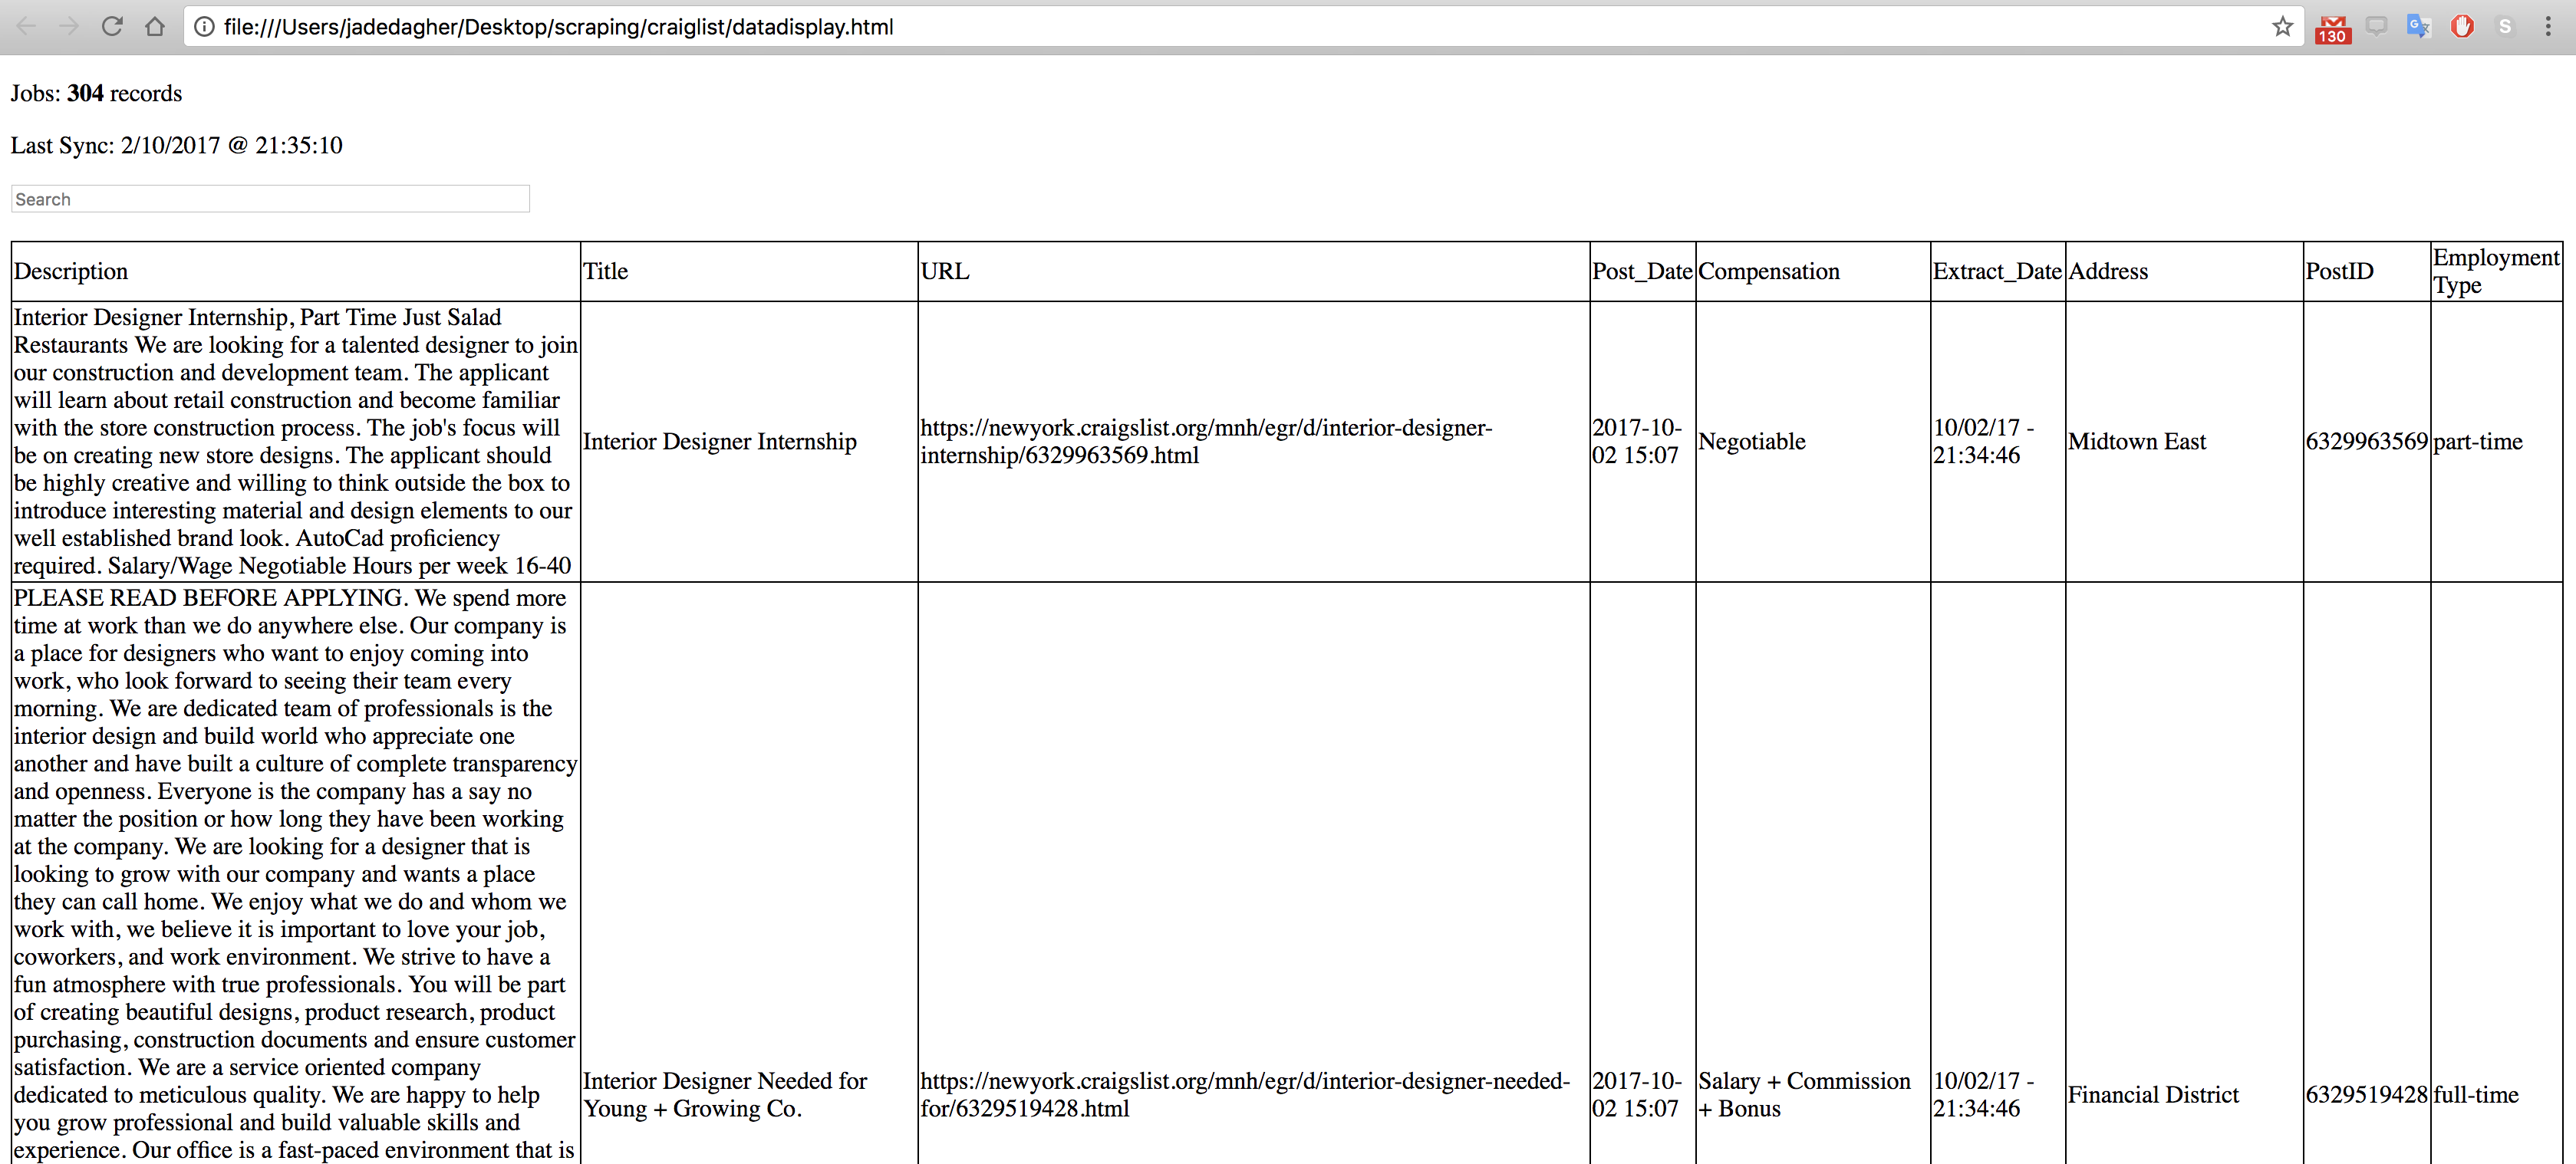 file:///Users/jadedagher/Desktop/scraping/craiglist/datadisplay.html
130
S
Jobs: 304 records
Last Sync: 2/10/2017 @ 21:35:10
Search
Description
Title
URL
Post_Date
Compensation
Extract_Date
Address
PostID
Employment
Type
Interior Designer Internship, Part Time Just Salad
Restaurants We are looking for a talented designer to join
our construction and development team. The applicant
will learn about retail construction and become familiar
with the store construction process. The job's focus will
be on creating new store designs. The applicant should
be highly creative and willing to think outside the box to
introduce interesting material and design elements to our
well established brand look. AutoCad proficiency
required. Salary/Wage Negotiable Hours per week 16-40
Interior Designer Internship
https://newyork.craigslist.org/mnh/egr/d/interior-designer-
internship/6329963569.html
2017-10-
02 15:07
Negotiable
10/02/17 -
21:34:46
Midtown East
6329963569
part-time
PLEASE READ BEFORE APPLYING. We spend more
time at work than we do anywhere else. Our company is
a place for designers who want to enjoy coming into
work, who look forward to seeing their team every
morning. We are dedicated team of professionals is the
interior design and build world who appreciate one
another and have built a culture of complete transparency
and openness. Everyone is the company has a say no
matter the position or how long they have been working
at the company. We are looking for a designer that is
looking to grow with our company and wants a place
they can call home. We enjoy what we do and whom we
work with, we believe it is important to love your job,
coworkers, and work environment. We strive to have a
fun atmosphere with true professionals. You will be part
of creating beautiful designs, product research, product
purchasing, construction documents and ensure customer
satisfaction. We are a service oriented company
dedicated to meticulous quality. We are happy to help
you grow professional and build valuable skills and
experience. Our office is a fast-paced environment that is
Interior Designer Needed for
Young + Growing Co.
https://newyork.craigslist.org/mnh/egr/d/interior-designer-needed-
for/6329519428.html
2017-10-
02 15:07
Salary + Commission
+ Bonus
10/02/17 -
21:34:46
Financial District
6329519428
full-time